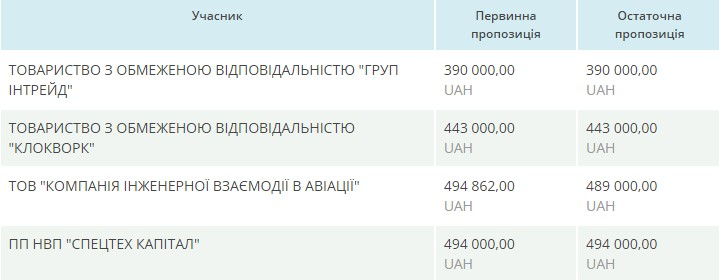 Учасник
Первинна
пропозиція
Остаточна
пропозиція
ТОВАРИСТВО З ОБМЕЖЕНОЮ ВІДПОВІДАЛЬНІСТЮ "ГРУП
ІНТРЕЙД"
390 000,00
UAH
390 000,00
UAH
ТОВАРИСТВО З ОБМЕЖЕНОЮ ВІДПОВІДАЛЬНІСТЮ
"КЛОКВОРК"
443 000,00
UAH
443 000,00
UAH
ТОВ "КОМПАНІЯ ІНЖЕНЕРНОЇ ВЗАЄМОДІЇ В АВІАЦІЇ"
494 862,00
UAH
489 000,00
UAH
ПП НВП "СПЕЦТЕХ КАПІТАЛ"
494 000,00
UAH
494 000,00
UAH